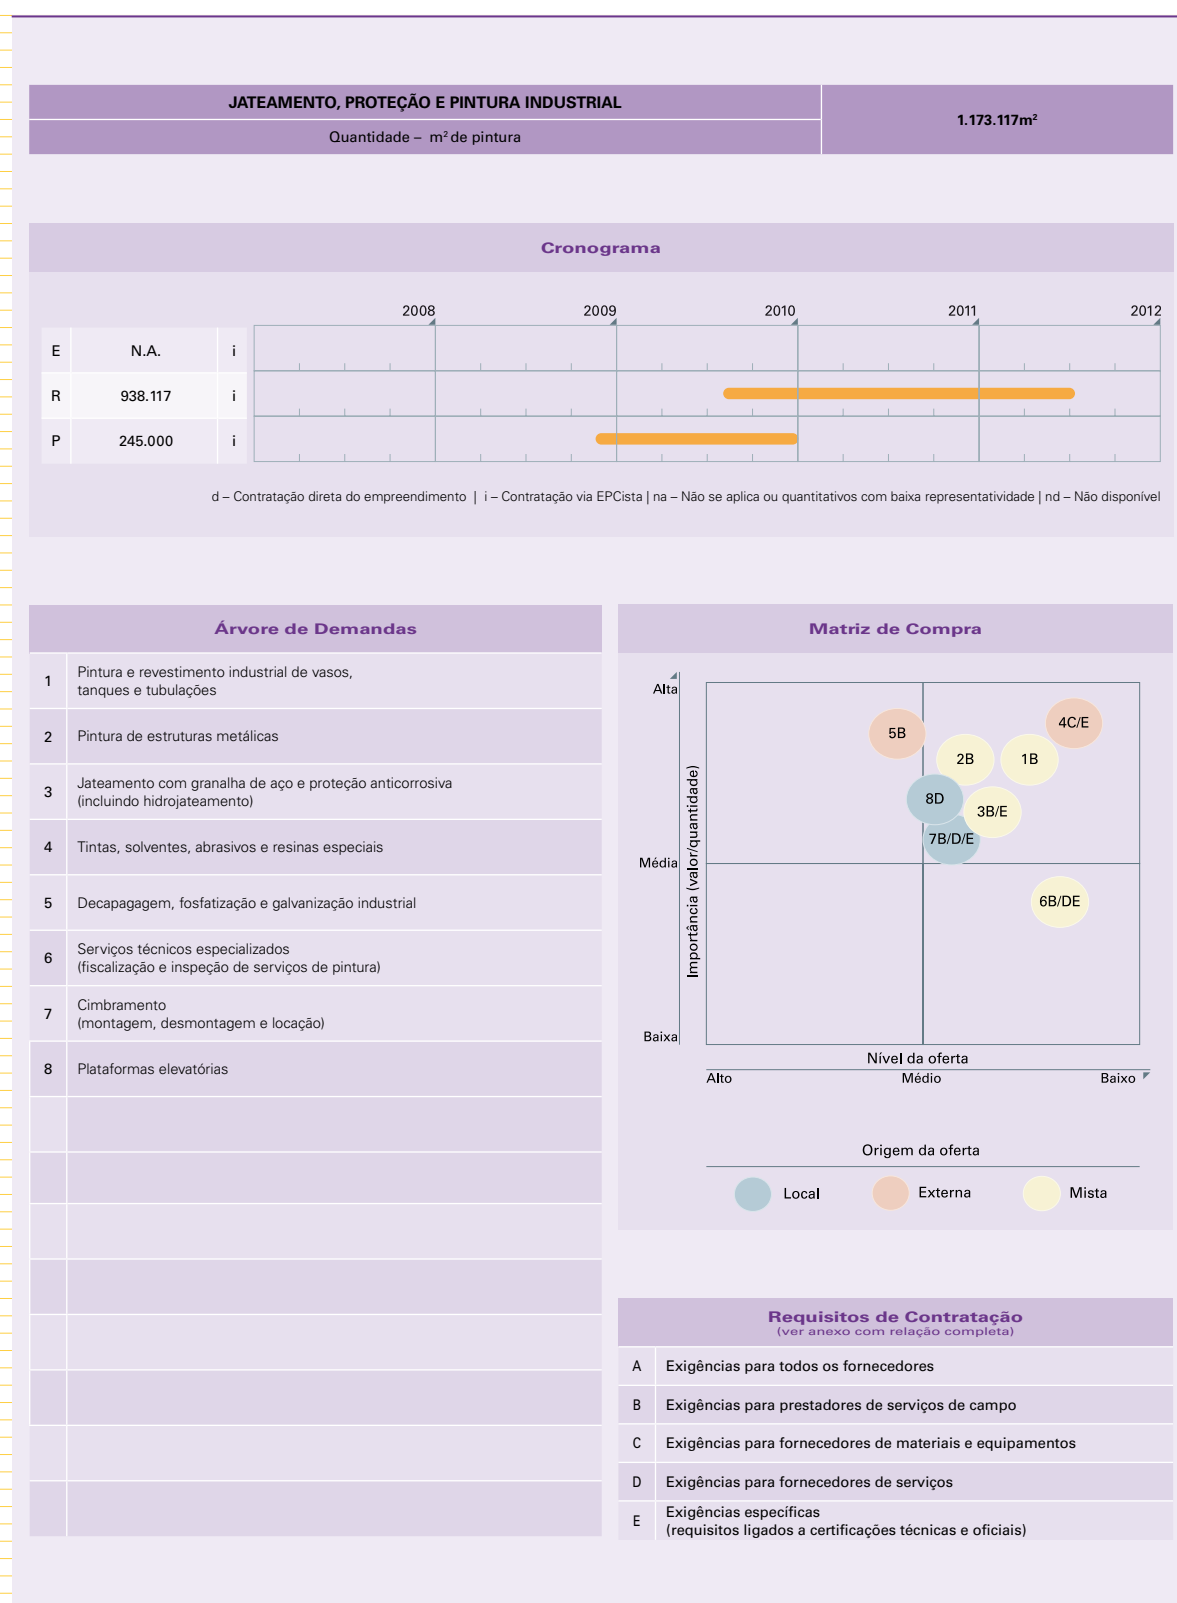 JATEAMENTO, PROTEÇÃO E PINTURA INDUSTRIAL
Quantidade – m² de pintura
1.173.117m²
Cronograma
2008 2009 2010 2011 2012
E N.A. i
R 938.117 i
P 245.000 i
d – Contratação direta do empreendimento | i – Contratação via EPCista | na – Não se aplica ou quantitativos com baixa representatividade | nd – Não disponível
Árvore de Demandas
1 Pintura e revestimento industrial de vasos,
tanques e tubulações
2 Pintura de estruturas metálicas
3 Jateamento com granalha de aço e proteção anticorrosiva
(incluindo hidrojateamento)
4 Tintas, solventes, abrasivos e resinas especiais
5 Decapagagem, fosfatização e galvanização industrial
6 Serviços técnicos especializados
(fiscalização e inspeção de serviços de pintura)
7 Cimbramento
(montagem, desmontagem e locação)
8 Plataformas elevatórias
Matriz de Compra
Alta
Média
Baixa
Importância (valor/quantidade)
4C/E
5B
2B
1B
8D
3B/E
7B/D/E
6B/DE
Nível da oferta
Alto Médio Baixo
Origem da oferta
Local Externa Mista
Requisitos de Contratação
(ver anexo com relação completa)
A Exigências para todos os fornecedores
B Exigências para prestadores de serviços de campo
C Exigências para fornecedores de materiais e equipamentos
D Exigências para fornecedores de serviços
E Exigências específicas
(requisitos ligados a certificações técnicas e oficiais)